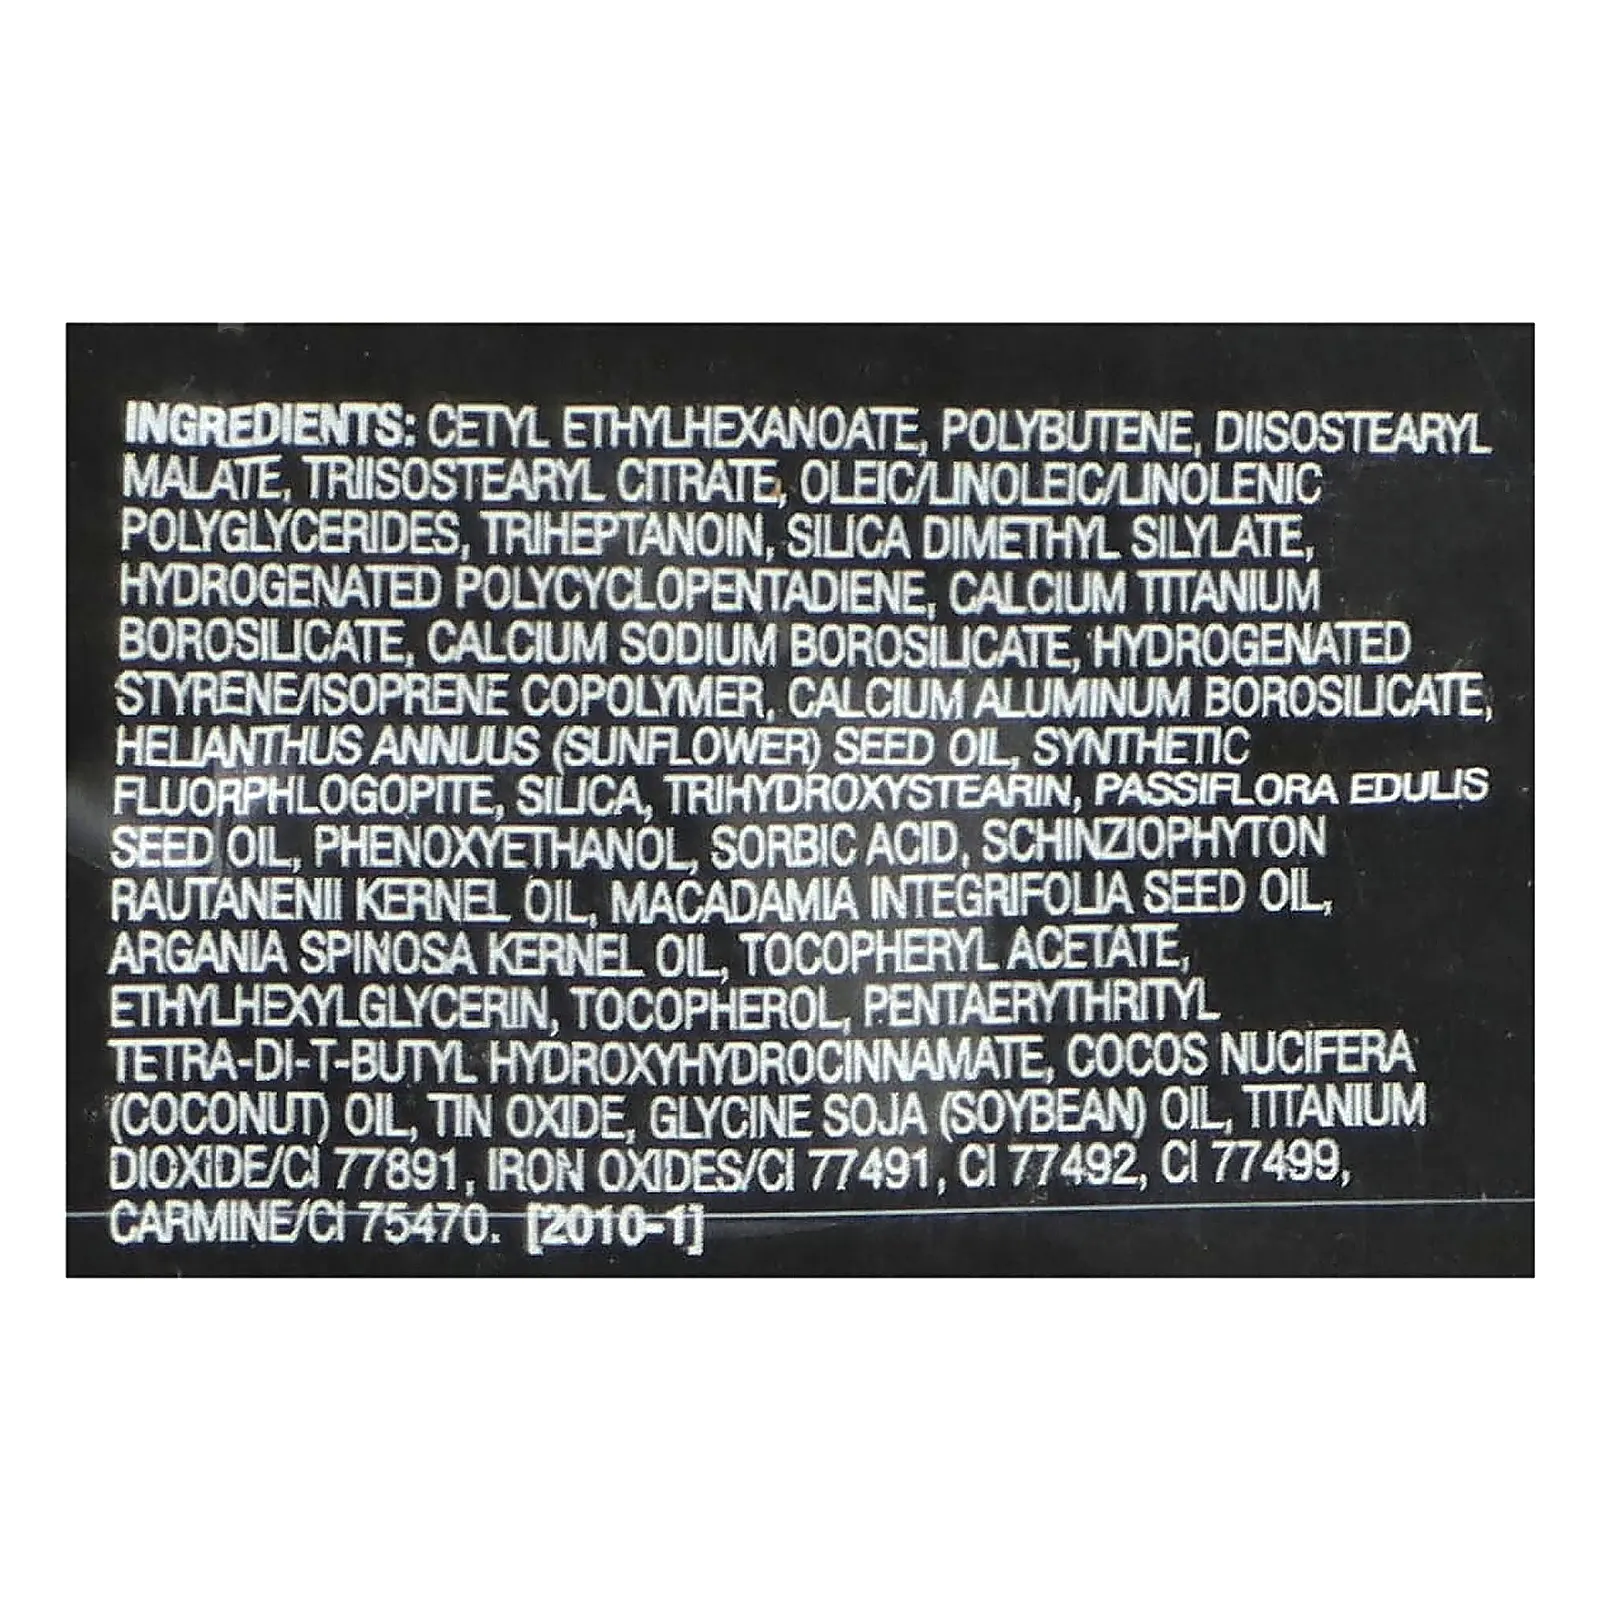 INGREDIENTS: CETYL ETHYLHEXANOATE, POLYBUTENE, DIISOSTEARYL
MALATE, TRIISOSTEARYL CITRATE, OLEIC/LINOLEIC/LINOLENIC
POLYGLYCERIDES, TRIHEPTANOIN, SILICA DIMETHYL SILYLATE,
HYDROGENATED POLYCYCLOPENTADIENE, CALCIUM TITANIUM
BOROSILICATE, CALCIUM SODIUM BOROSILICATE, HYDROGENATED
STYRENE/ISOPRENE COPOLYMER, CALCIUM ALUMINUM BOROSILICATE,
HELIANTHUS ANNUUS (SUNFLOWER) SEED OIL, SYNTHETIC
FLUORPHLOGOPITE, SILICA, TRIHYDROXYSTEARIN, PASSIFLORA EDULIS
SEED OIL, PHENOXYETHANOL, SORBIC ACID, SCHINZIOPHYTON
RAUTANENII KERNEL OIL, MACADAMIA INTEGRIFOLIA SEED OIL,
ARGANIA SPINOSA KERNEL OIL, TOCOPHERYL ACETATE,
ETHYLHEXYLGLYCERIN, TOCOPHEROL, PENTAERYTHRITYL
TETRA-DI-T-BUTYL HYDROXYHYDROCINNAMATE, COCOS NUCIFERA
(COCONUT) OIL, TIN OXIDE, GLYCINE SOJA (SOYBEAN) OIL, TITANIUM
DIOXIDE/CI 77891, IRON OXIDES/CI 77491, CI 77492, CI 77499,
CARMINE/CI 75470. [2010-1]